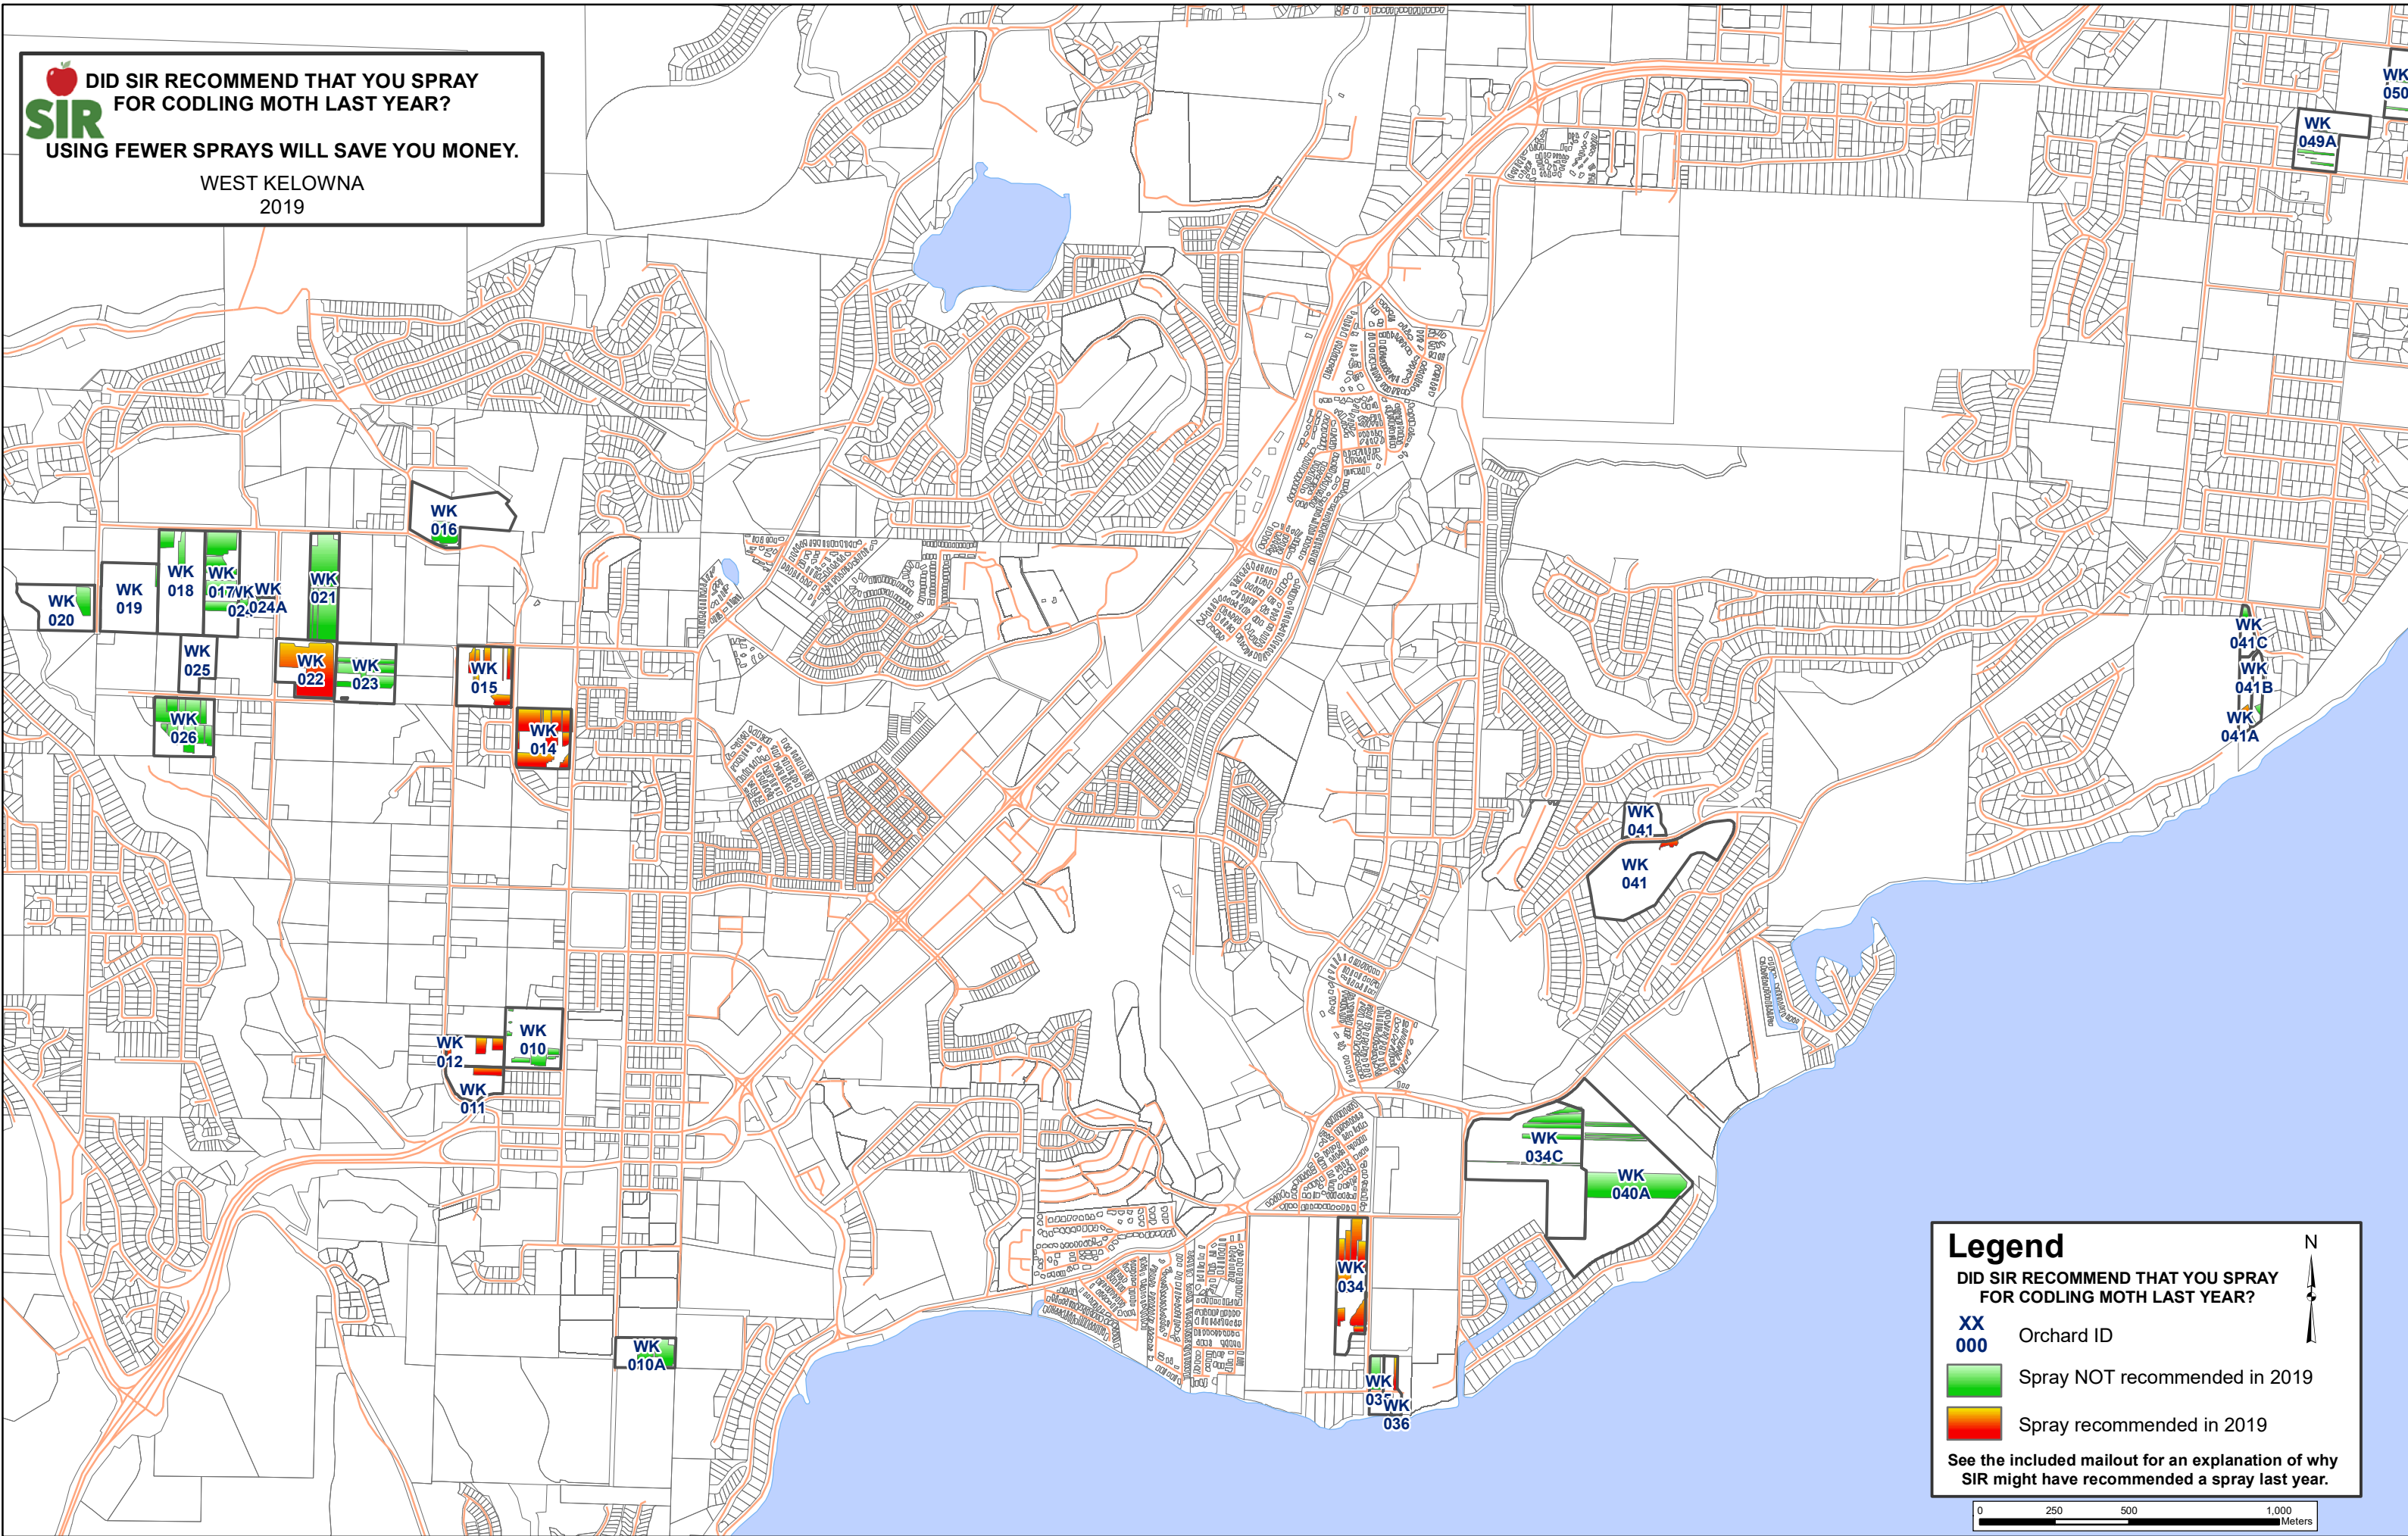 DID SIR RECOMMEND THAT YOU SPRAY
FOR CODLING MOTH LAST YEAR?
SIR
USING FEWER SPRAYS WILL SAVE YOU MONEY.
WEST KELOWNA
2019
WK
050
WK
049A
WK
016
WK
020
WK
019
WK
018
WK
017
WK
024
WK
024A
WK
021
WK
025
WK
022
WK
023
WK
015
WK
026
WK
014
WK
041C
WK
041B
WK
041A
WK
041
WK
041
WK
012
WK
010
WK
011
WK
034C
WK
040A
WK
034
WK
010A
WK
035
WK
036
Legend
N
DID SIR RECOMMEND THAT YOU SPRAY
FOR CODLING MOTH LAST YEAR?
XX
000
Orchard ID
Spray NOT recommended in 2019
Spray recommended in 2019
See the included mailout for an explanation of why
SIR might have recommended a spray last year.
0 250 500 1,000
Meters